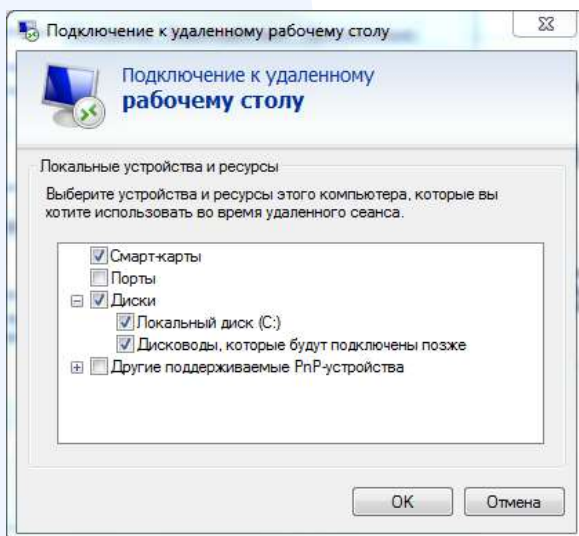 Подключение к удаленному рабочему столу
Подключение к удаленному
рабочему столу
Локальные устройства и ресурсы
Выберите устройства и ресурсы этого компьютера, которые вы
хотите использовать во время удаленного сеанса.
Смарт-карты
Порты
Диски
Локальный диск (C:)
Дисководы, которые будут подключены позже
Другие поддерживаемые PnP-устройства
ОК
Отмена